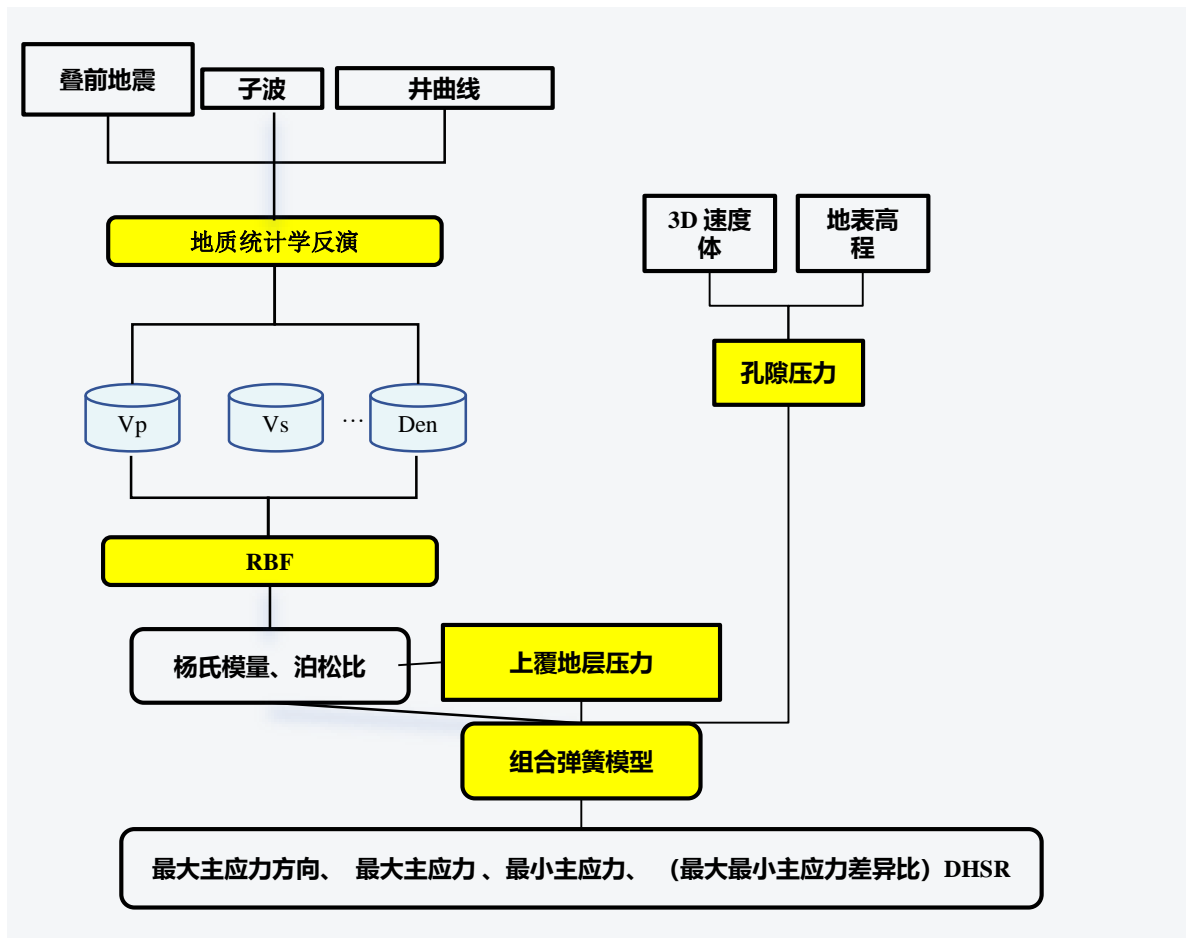 叠前地震
子波
井曲线
3D 速度
体
地表高
程
地质统计学反演
孔隙压力
Vp
Vs
…
Den
RBF
杨氏模量、泊松比
上覆地层压力
组合弹簧模型
最大主应力方向、 最大主应力 、最小主应力、 （最大最小主应力差异比）DHSR